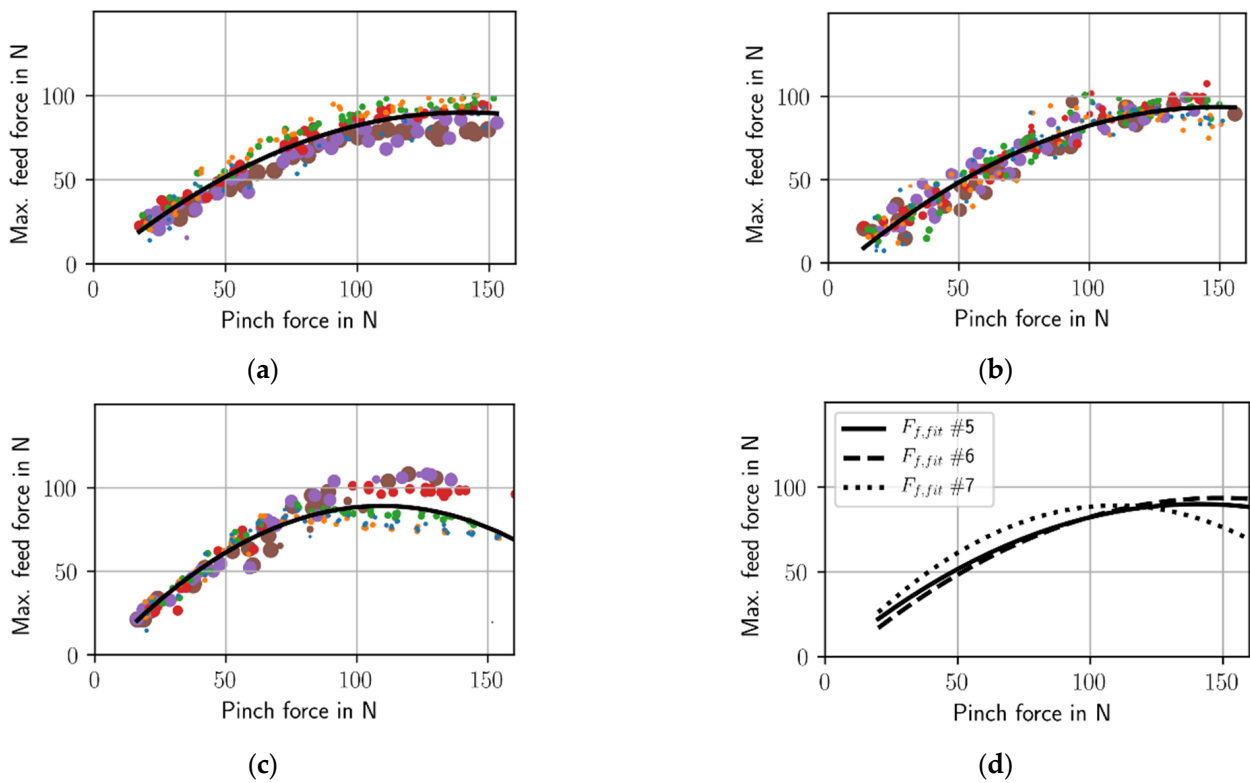 Max. feed force in N
100
50
0
0
50
100
150
Pinch force in N
(a)
Max. feed force in N
100
50
0
0
50
100
150
Pinch force in N
(b)
Max. feed force in N
100
50
0
0
50
100
150
Pinch force in N
(c)
Max. feed force in N
100
50
0
F_{f,fit} #5
F_{f,fit} #6
F_{f,fit} #7
0
50
100
150
Pinch force in N
(d)